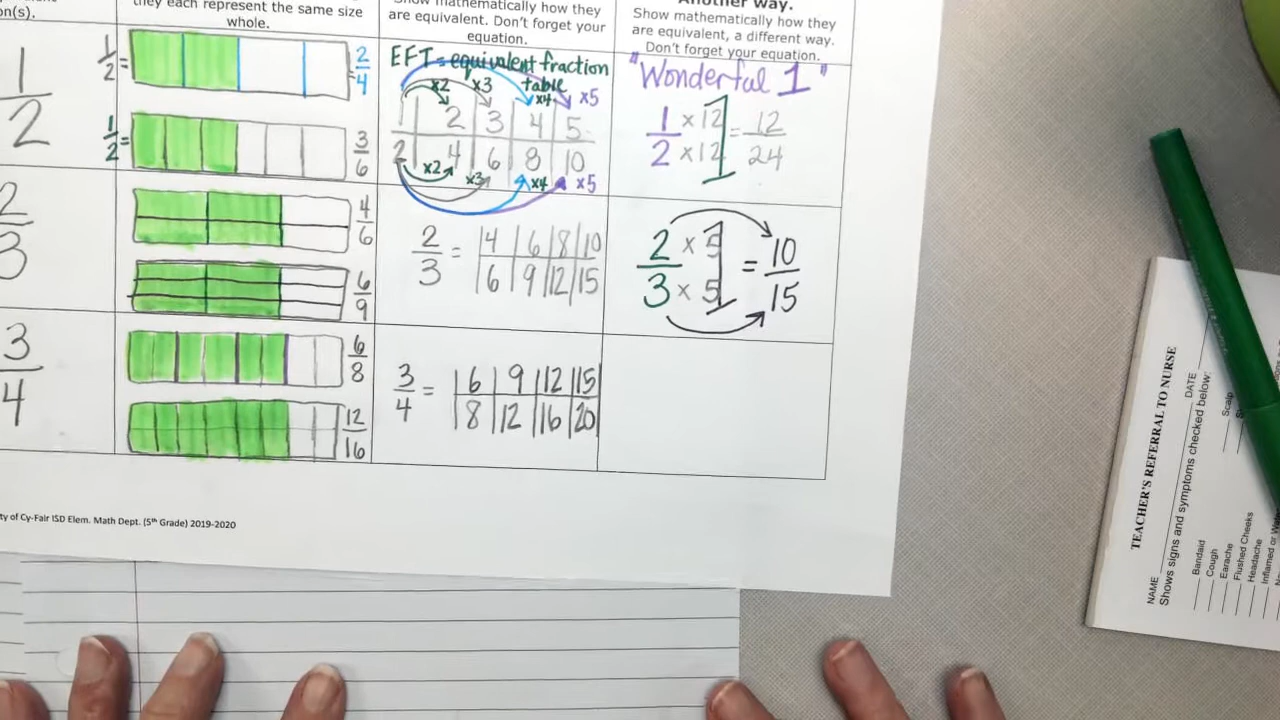 on(s).
they each represent the same size
whole.
Show mathematically how they
are equivalent. Don't forget your
equation.
Another way.
Show mathematically how they
are equivalent, a different way.
Don't forget your equation.
1/2
1/2 =
= 2/4
1/2 =
3/6
EFT = equivalent fraction
table
x2 x3 x4 x5
1 2 3 4 5
2 4 6 8 10
x2 x3 x4 x5
"Wonderful 1"
1/2 x 12/x 12 = 12/24
2/3
4/6
6/9
2/3 = 4 6 8 10
6 9 12 15
2/3 x 5/x 5 = 10/15
3/4
6/8
12/16
3/4 = 6 9 12 15
8 12 16 20
ty of Cy-Fair ISD Elem. Math Dept. (5th Grade) 2019-2020
TEACHER'S REFERRAL TO NURSE
NAME
DATE
Shows signs and symptoms checked below:
Bandaid
Cough
Earache
Flushed Cheeks
Headache
Inflamed or
Scalp